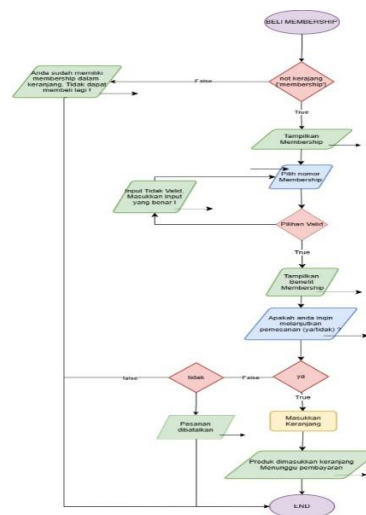 BELI MEMBERSHIP
not kerajang
['membership']
False
Anda sudah memiliki
membership dalam
keranjang. Tidak dapat
membeli lagi !
True
Tampilkan
Membership
Pilih nomor
Membership
Input Tidak Valid.
Masukkan input
yang benar !
Pilihan Valid
True
Tampilkan
Benefit
Membership
Apakah anda ingin
melanjutkan
pemesanan (ya/tidak) ?
ya
False
tidak
false
True
Masukkan
Keranjang
Pesanan
dibatalkan
Produk dimasukkan keranjang
Menunggu pembayaran
END